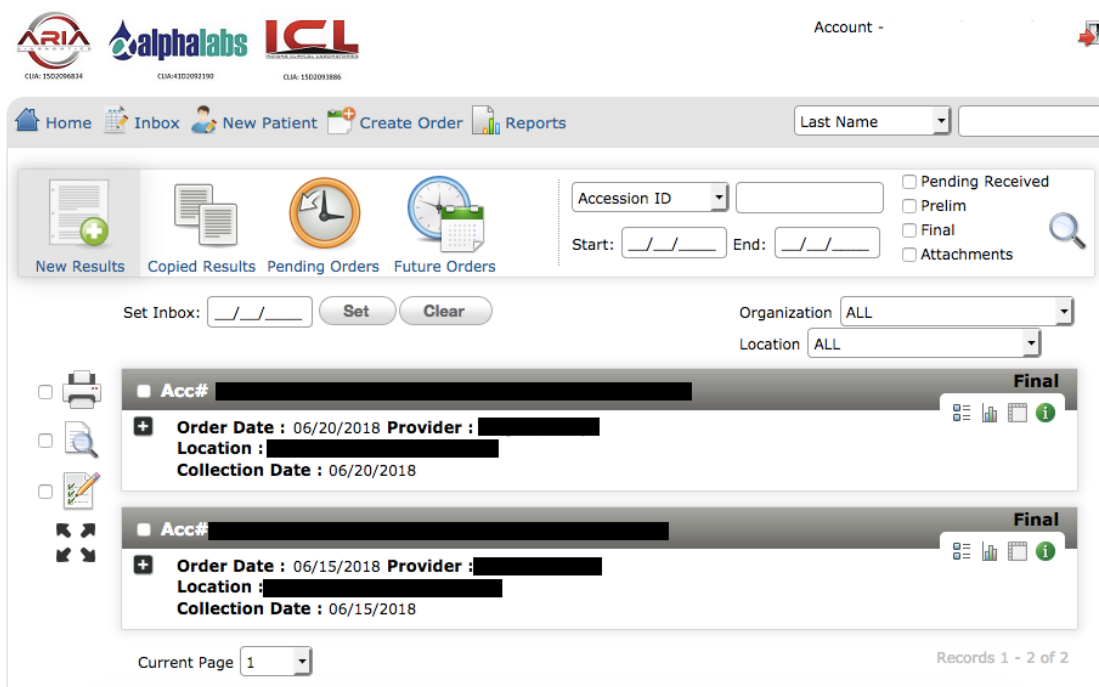 ARIA
DIAGNOSTICS
CLIA: 15D2096834
alphalabs
CLIA:41D2092190
ICL
INDIANA CLINICAL LABORATORIES
CLIA: 15D2093886
Account -
Home Inbox New Patient Create Order Reports
Last Name
New Results Copied Results Pending Orders Future Orders
Accession ID
Start: __/__/____ End: __/__/____
Pending Received
Prelim
Final
Attachments
Set Inbox: __/__/____ Set Clear
Organization ALL
Location ALL
Acc# Final
Order Date : 06/20/2018 Provider :
Location :
Collection Date : 06/20/2018
Acc# Final
Order Date : 06/15/2018 Provider :
Location :
Collection Date : 06/15/2018
Current Page 1
Records 1 - 2 of 2